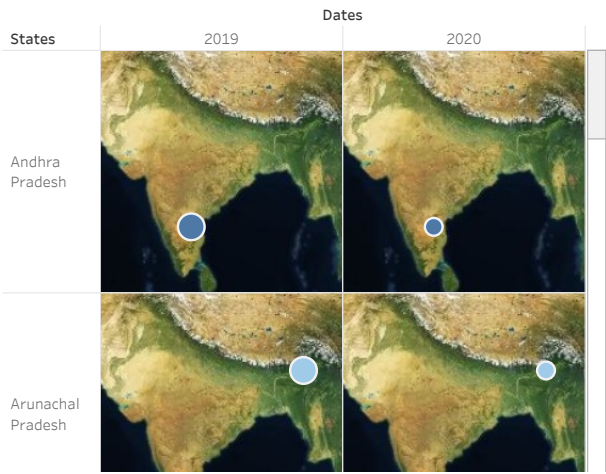 Dates
States
2019
2020
Andhra
Pradesh
Arunachal
Pradesh